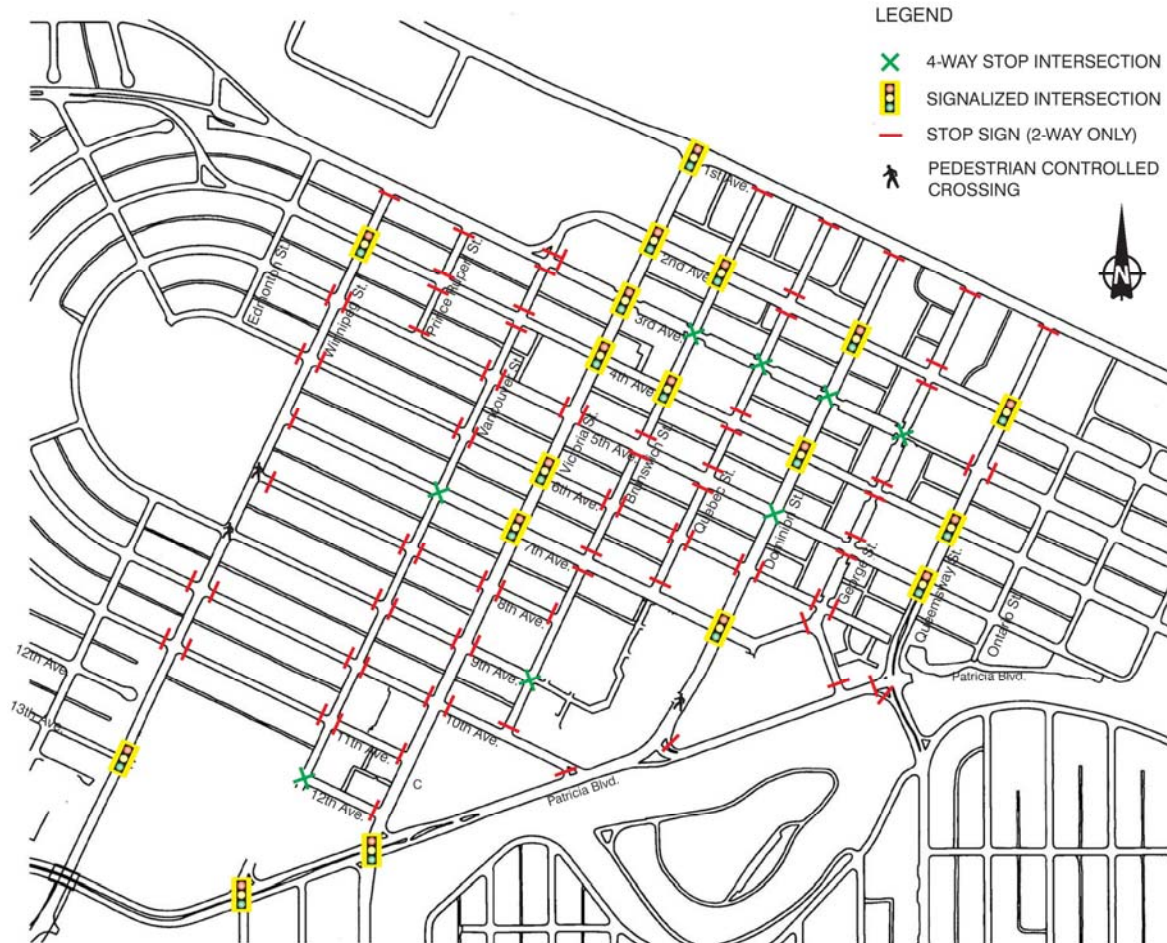 LEGEND
4-WAY STOP INTERSECTION
SIGNALIZED INTERSECTION
STOP SIGN (2-WAY ONLY)
PEDESTRIAN CONTROLLED
CROSSING
N
1st Ave.
2nd Ave.
3rd Ave.
4th Ave.
5th Ave.
6th Ave.
7th Ave.
8th Ave.
9th Ave.
10th Ave.
11th Ave.
12th Ave.
12th Ave.
13th Ave.
Edmonton St.
Winnipeg St.
Prince Rupert St.
Vancouver St.
Victoria St.
Brunswick St.
Quebec St.
Dominion St.
George St.
Queensway St.
Ontario St.
Patricia Blvd.
Patricia Blvd.
C